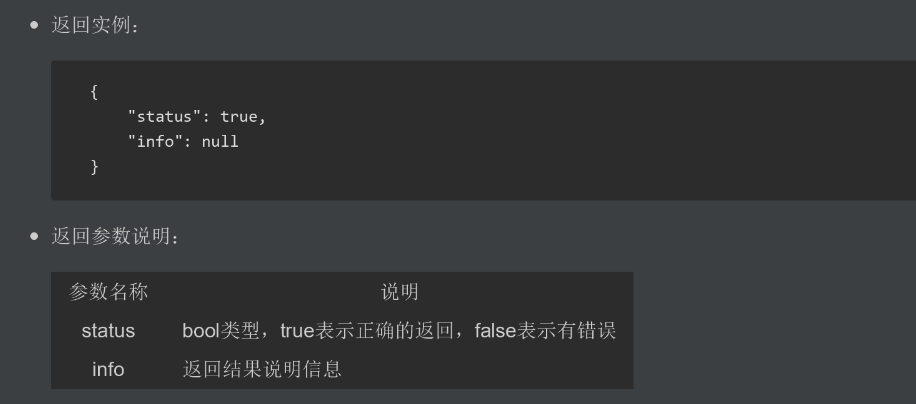 返回实例：
{
"status": true,
"info": null
}
返回参数说明：
参数名称 说明
status bool类型，true表示正确的返回，false表示有错误
info 返回结果说明信息